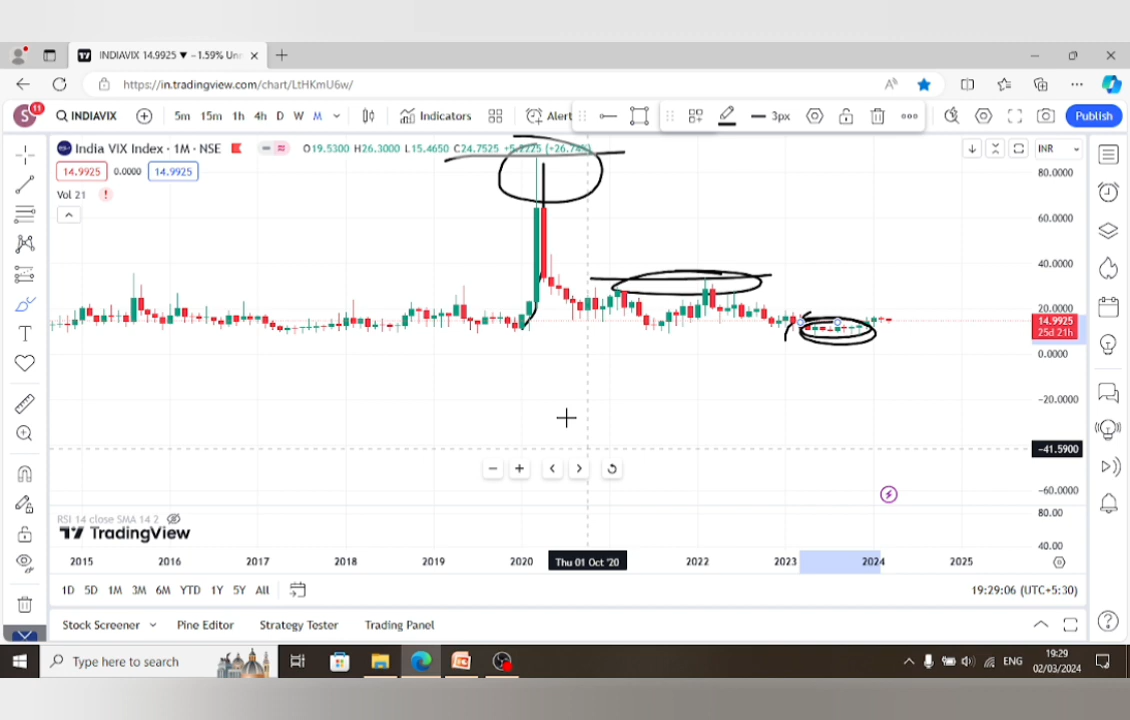 INDIAVIX 14.9925 ▼ −1.59% Un
https://in.tradingview.com/chart/LtHKmU6w/
S 11 INDIAVIX 5m 15m 1h 4h D W M Indicators Alert 3px Publish
India VIX Index · 1M · NSE O19.5300 H26.3000 L15.4650 C24.7525 INR
14.9925 0.0000 14.9925
Vol 21
80.0000
60.0000
40.0000
20.0000
14.9925
25d 21h
0.0000
−20.0000
−41.5900
−60.0000
RSI 14 close SMA 14 2
80.00
TradingView
40.00
2015 2016 2017 2018 2019 2020 Thu 01 Oct '20 2022 2023 2024 2025
1D 5D 1M 3M 6M YTD 1Y 5Y All 19:29:06 (UTC+5:30)
Stock Screener Pine Editor Strategy Tester Trading Panel
Type here to search ENG 19:29
02/03/2024